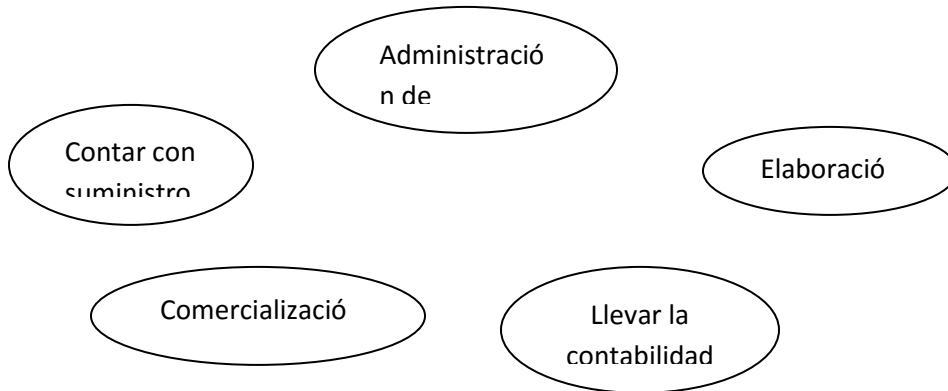 Administració
n de
Contar con
suministro
Elaboració
Comercializació
Llevar la
contabilidad